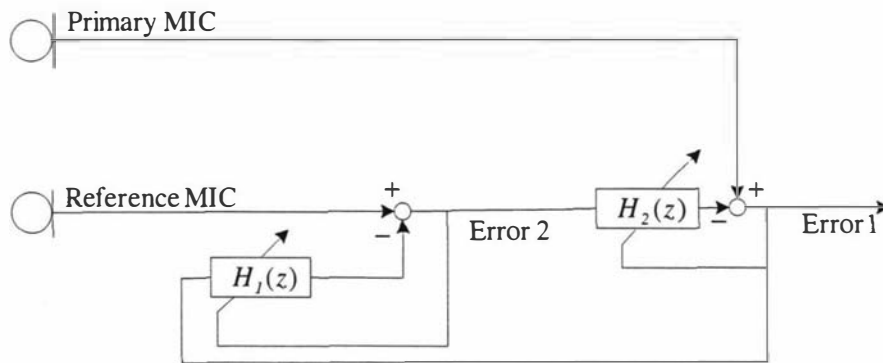 Primary MIC
Reference MIC
+
−
H₁(z)
Error 2
H₂(z)
−
+
Error 1